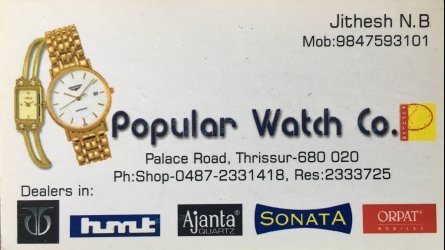 Jithesh N.B
Mob:9847593101
Popular Watch Co.
Palace Road, Thrissur-680 020
Ph:Shop-0487-2331418, Res:2333725
Dealers in:
hmt
Ajanta
QUARTZ
SONATA
ORPAT
MOBILES